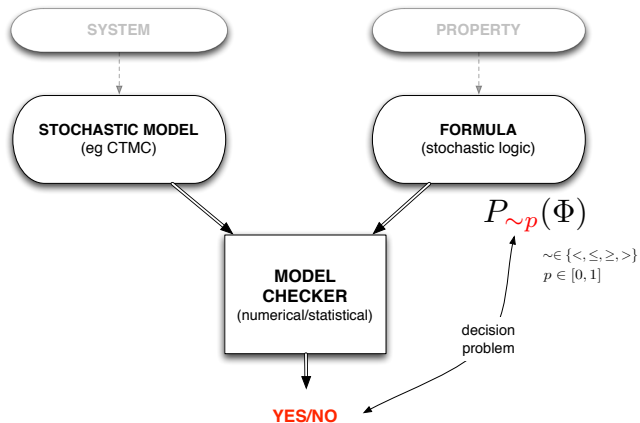 SYSTEM
PROPERTY
STOCHASTIC MODEL
(eg CTMC)
FORMULA
(stochastic logic)
P∼p(Φ)
∼∈ {<, ≤, ≥, >}
p ∈ [0, 1]
MODEL
CHECKER
(numerical/statistical)
decision
problem
YES/NO